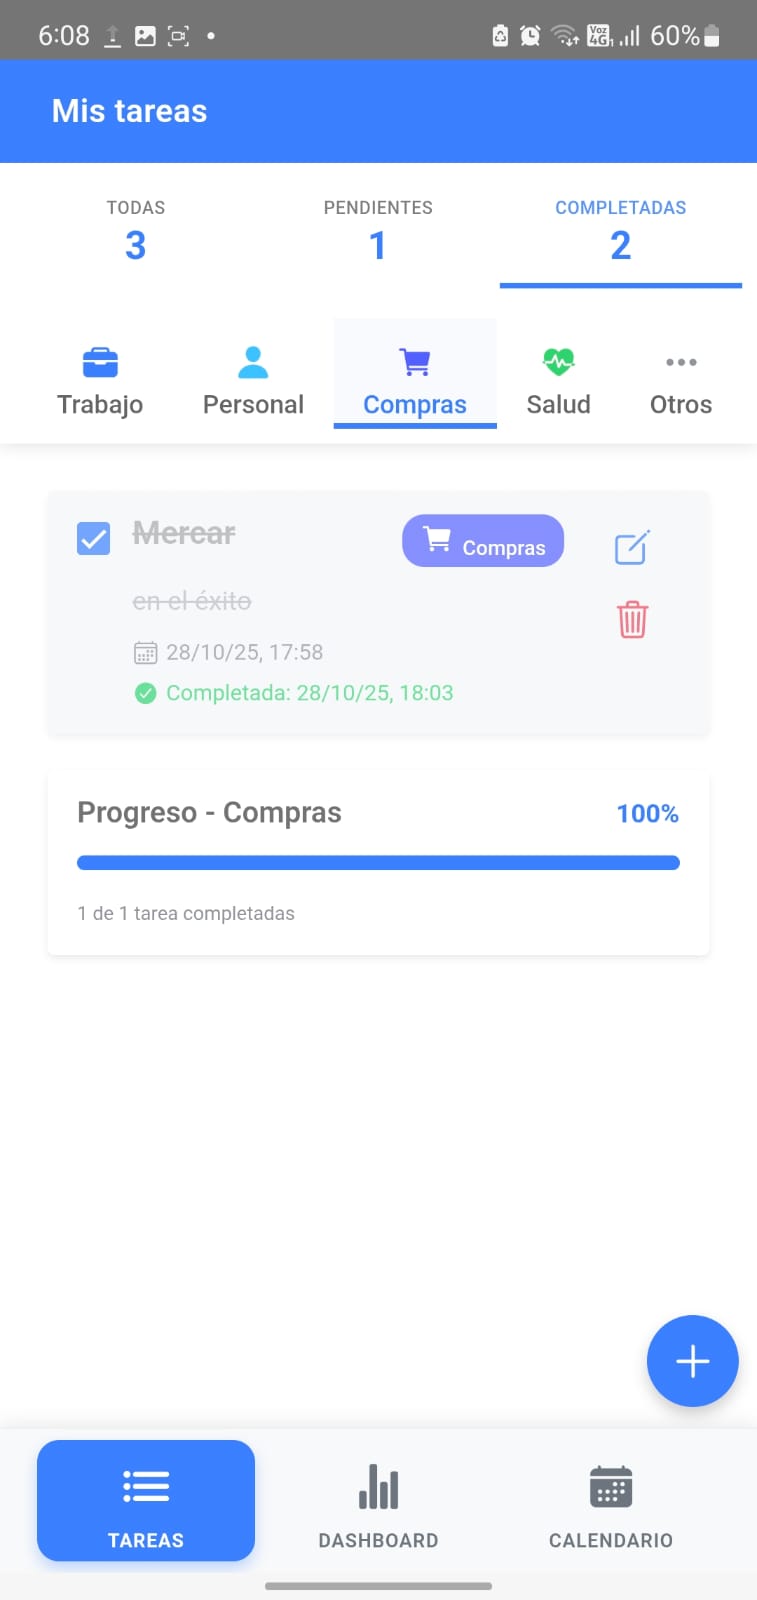 6:08 Voz 4G 60%
Mis tareas
TODAS PENDIENTES COMPLETADAS
3 1 2
Trabajo Personal Compras Salud Otros
Mercar Compras
en el éxito
28/10/25, 17:58
Completada: 28/10/25, 18:03
Progreso - Compras 100%
1 de 1 tarea completadas
TAREAS DASHBOARD CALENDARIO